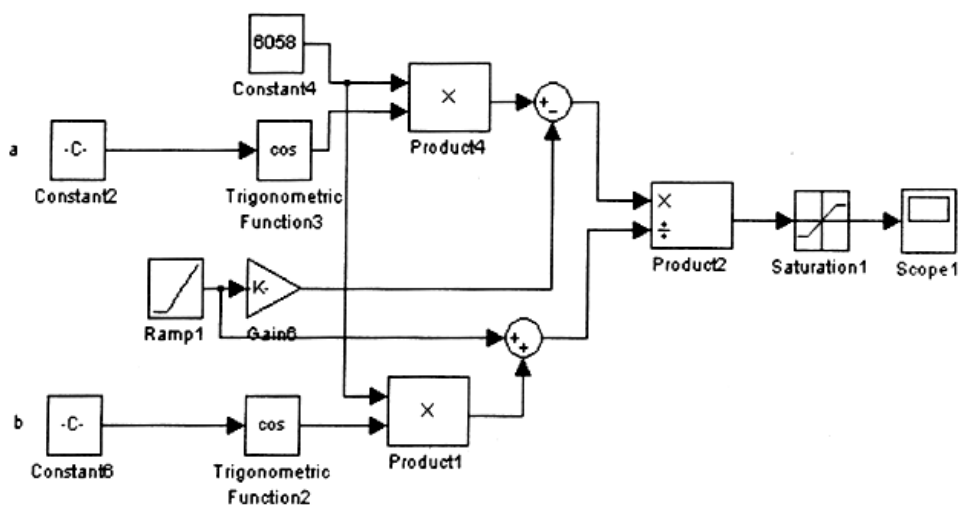 6058
Constant4
×
Product4
+
-
a
-C-
Constant2
cos
Trigonometric
Function3
×
÷
Product2
Saturation1
Scope1
Ramp1
K-
Gain6
+
+
b
-C-
Constant6
cos
Trigonometric
Function2
×
Product1